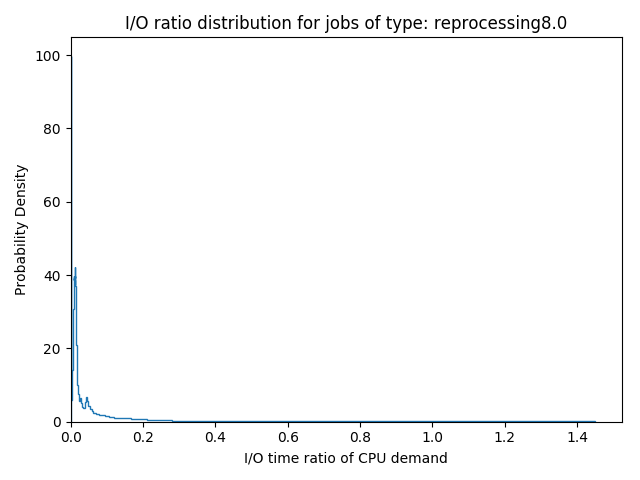 I/O ratio distribution for jobs of type: reprocessing8.0
Probability Density
100
80
60
40
20
0
0.0 0.2 0.4 0.6 0.8 1.0 1.2 1.4
I/O time ratio of CPU demand